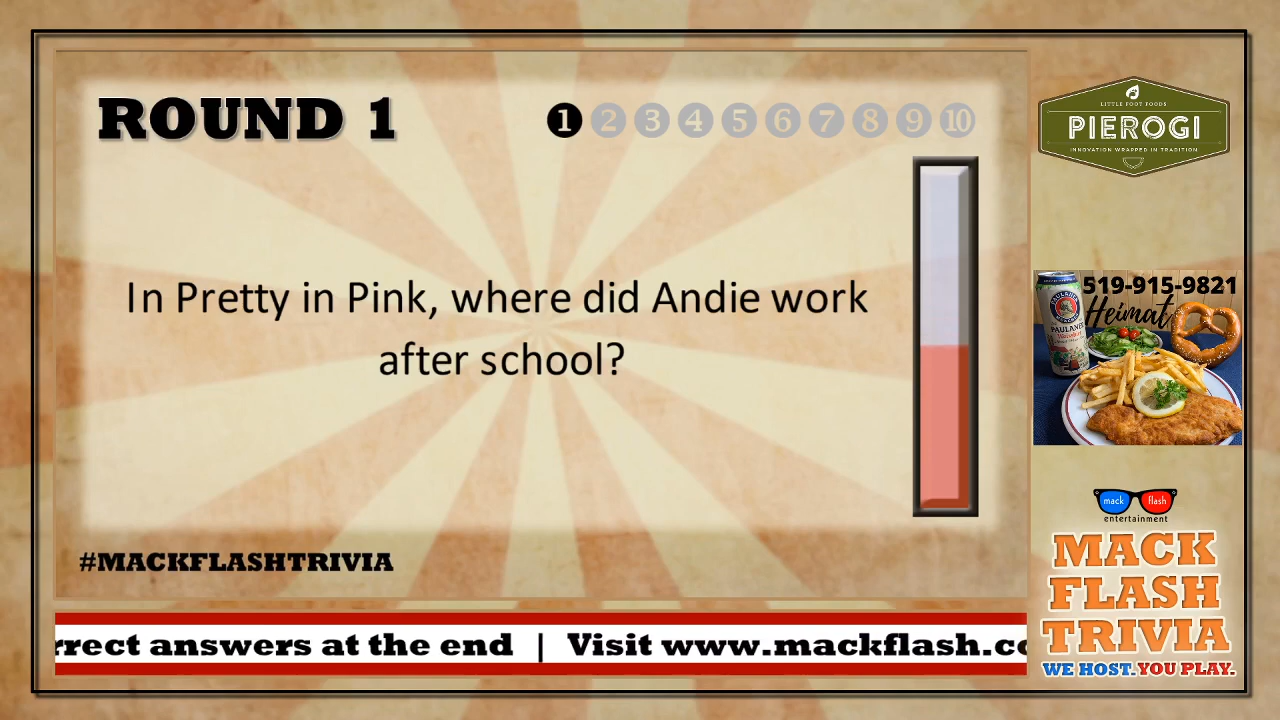 ROUND 1
1 2 3 4 5 6 7 8 9 10
In Pretty in Pink, where did Andie work
after school?
#MACKFLASHTRIVIA
rrect answers at the end | Visit www.mackflash.co
LITTLE FOOT FOODS
PIEROGI
INNOVATION WRAPPED IN TRADITION
519-915-9821
Heimat
PAULANER
mack flash
entertainment
MACK
FLASH
TRIVIA
WE HOST. YOU PLAY.